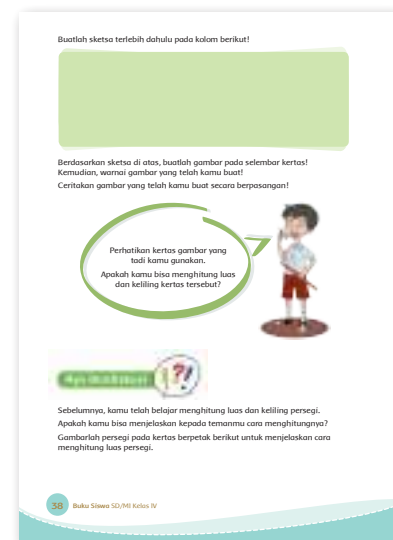 Buatlah sketsa terlebih dahulu pada kolom berikut!
Berdasarkan sketsa di atas, buatlah gambar pada selembar kertas!
Kemudian, warnai gambar yang telah kamu buat!
Ceritakan gambar yang telah kamu buat secara berpasangan!
Perhatikan kertas gambar yang
tadi kamu gunakan.
Apakah kamu bisa menghitung luas
dan keliling kertas tersebut?
?!
Sebelumnya, kamu telah belajar menghitung luas dan keliling persegi.
Apakah kamu bisa menjelaskan kepada temanmu cara menghitungnya?
Gambarlah persegi pada kertas berpetak berikut untuk menjelaskan cara
menghitung luas persegi.
38 Buku Siswa SD/MI Kelas IV